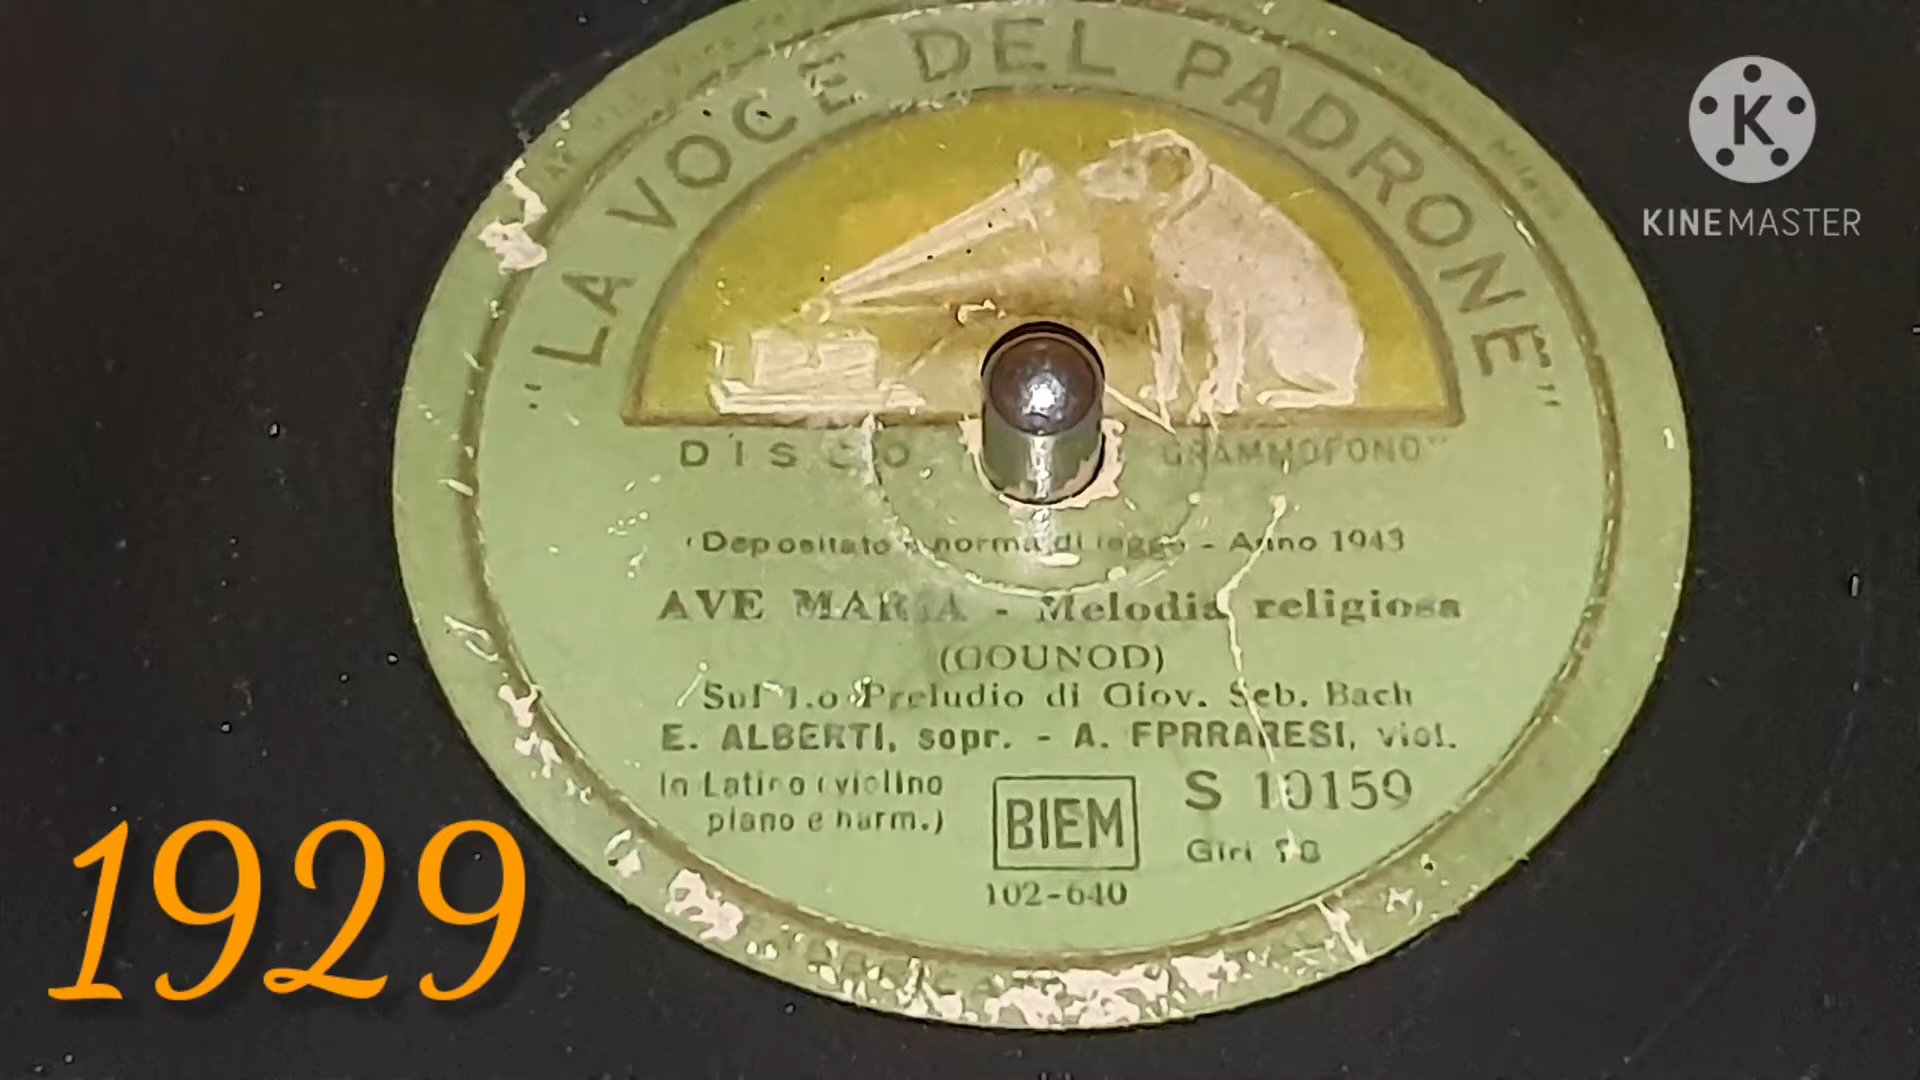 "LA VOCE DEL PADRONE"
KINEMASTER
DISCO GRAMMOFONO"
(Depositato a norma di legge - Anno 1943
AVE MARIA - Melodia religiosa
(GOUNOD)
Sul 1.o Preludio di Giov. Seb. Bach
E. ALBERTI, sopr. - A. FPRRARESI, viol.
In Latino (violino
piano e harm.)
BIEM
S 10159
Giri 78
102-640
1929